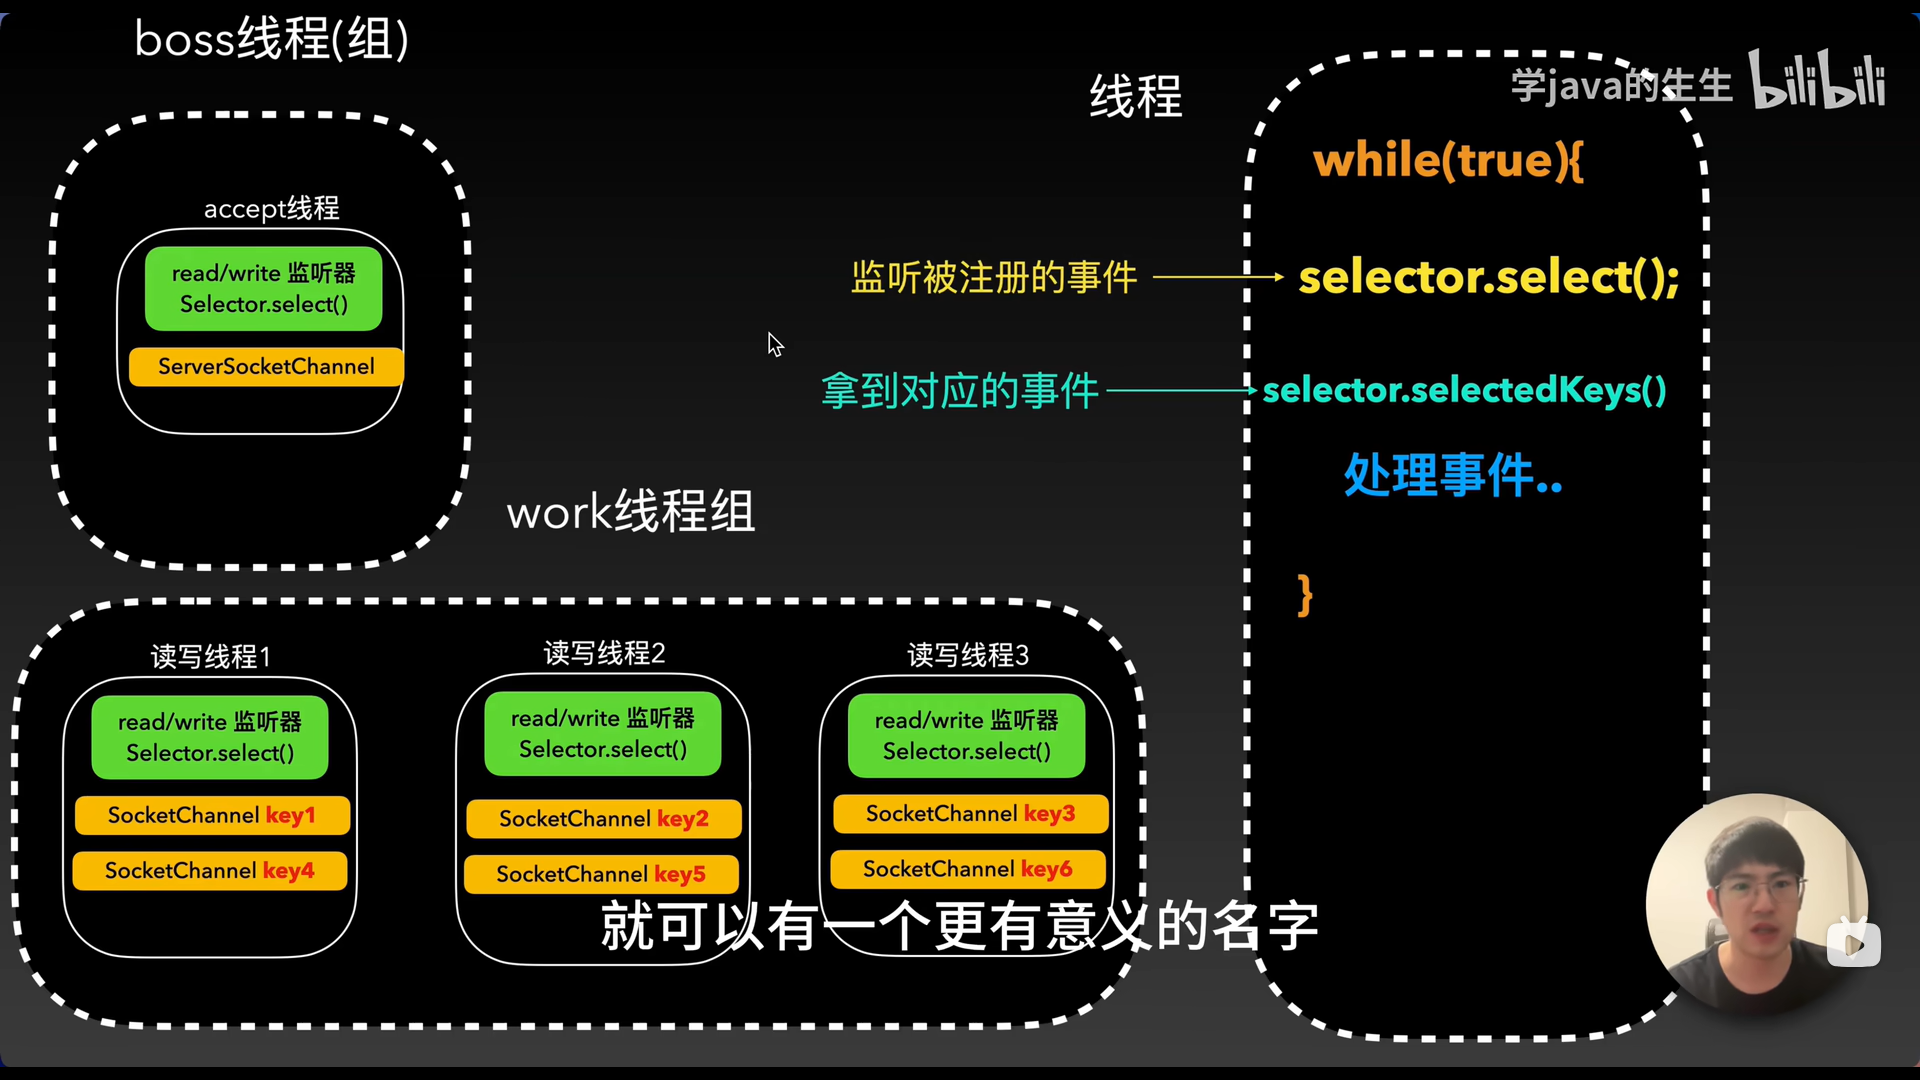 boss线程(组)
accept线程
read/write 监听器
Selector.select()
ServerSocketChannel
线程
学java的生生 bilibili
while(true){
监听被注册的事件
selector.select();
拿到对应的事件
selector.selectedKeys()
处理事件..
}
work线程组
读写线程1
read/write 监听器
Selector.select()
SocketChannel key1
SocketChannel key4
读写线程2
read/write 监听器
Selector.select()
SocketChannel key2
SocketChannel key5
读写线程3
read/write 监听器
Selector.select()
SocketChannel key3
SocketChannel key6
就可以有一个更有意义的名字